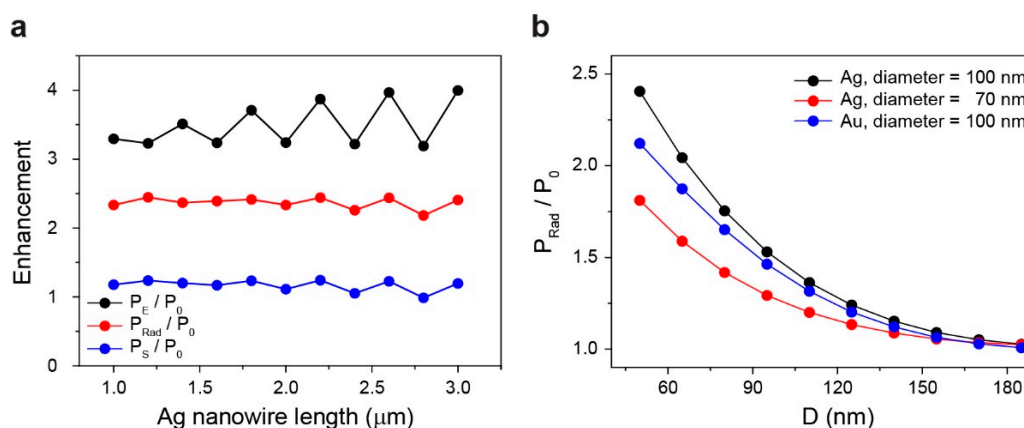 a
Enhancement
4
3
2
1
0
P_E / P_0
P_Rad / P_0
P_S / P_0
1.0 1.5 2.0 2.5 3.0
Ag nanowire length (μm)
b
P_Rad / P_0
2.5
2.0
1.5
1.0
Ag, diameter = 100 nm
Ag, diameter = 70 nm
Au, diameter = 100 nm
60 90 120 150 180
D (nm)